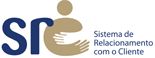 src
Sistema de
Relacionamento
com o Cliente